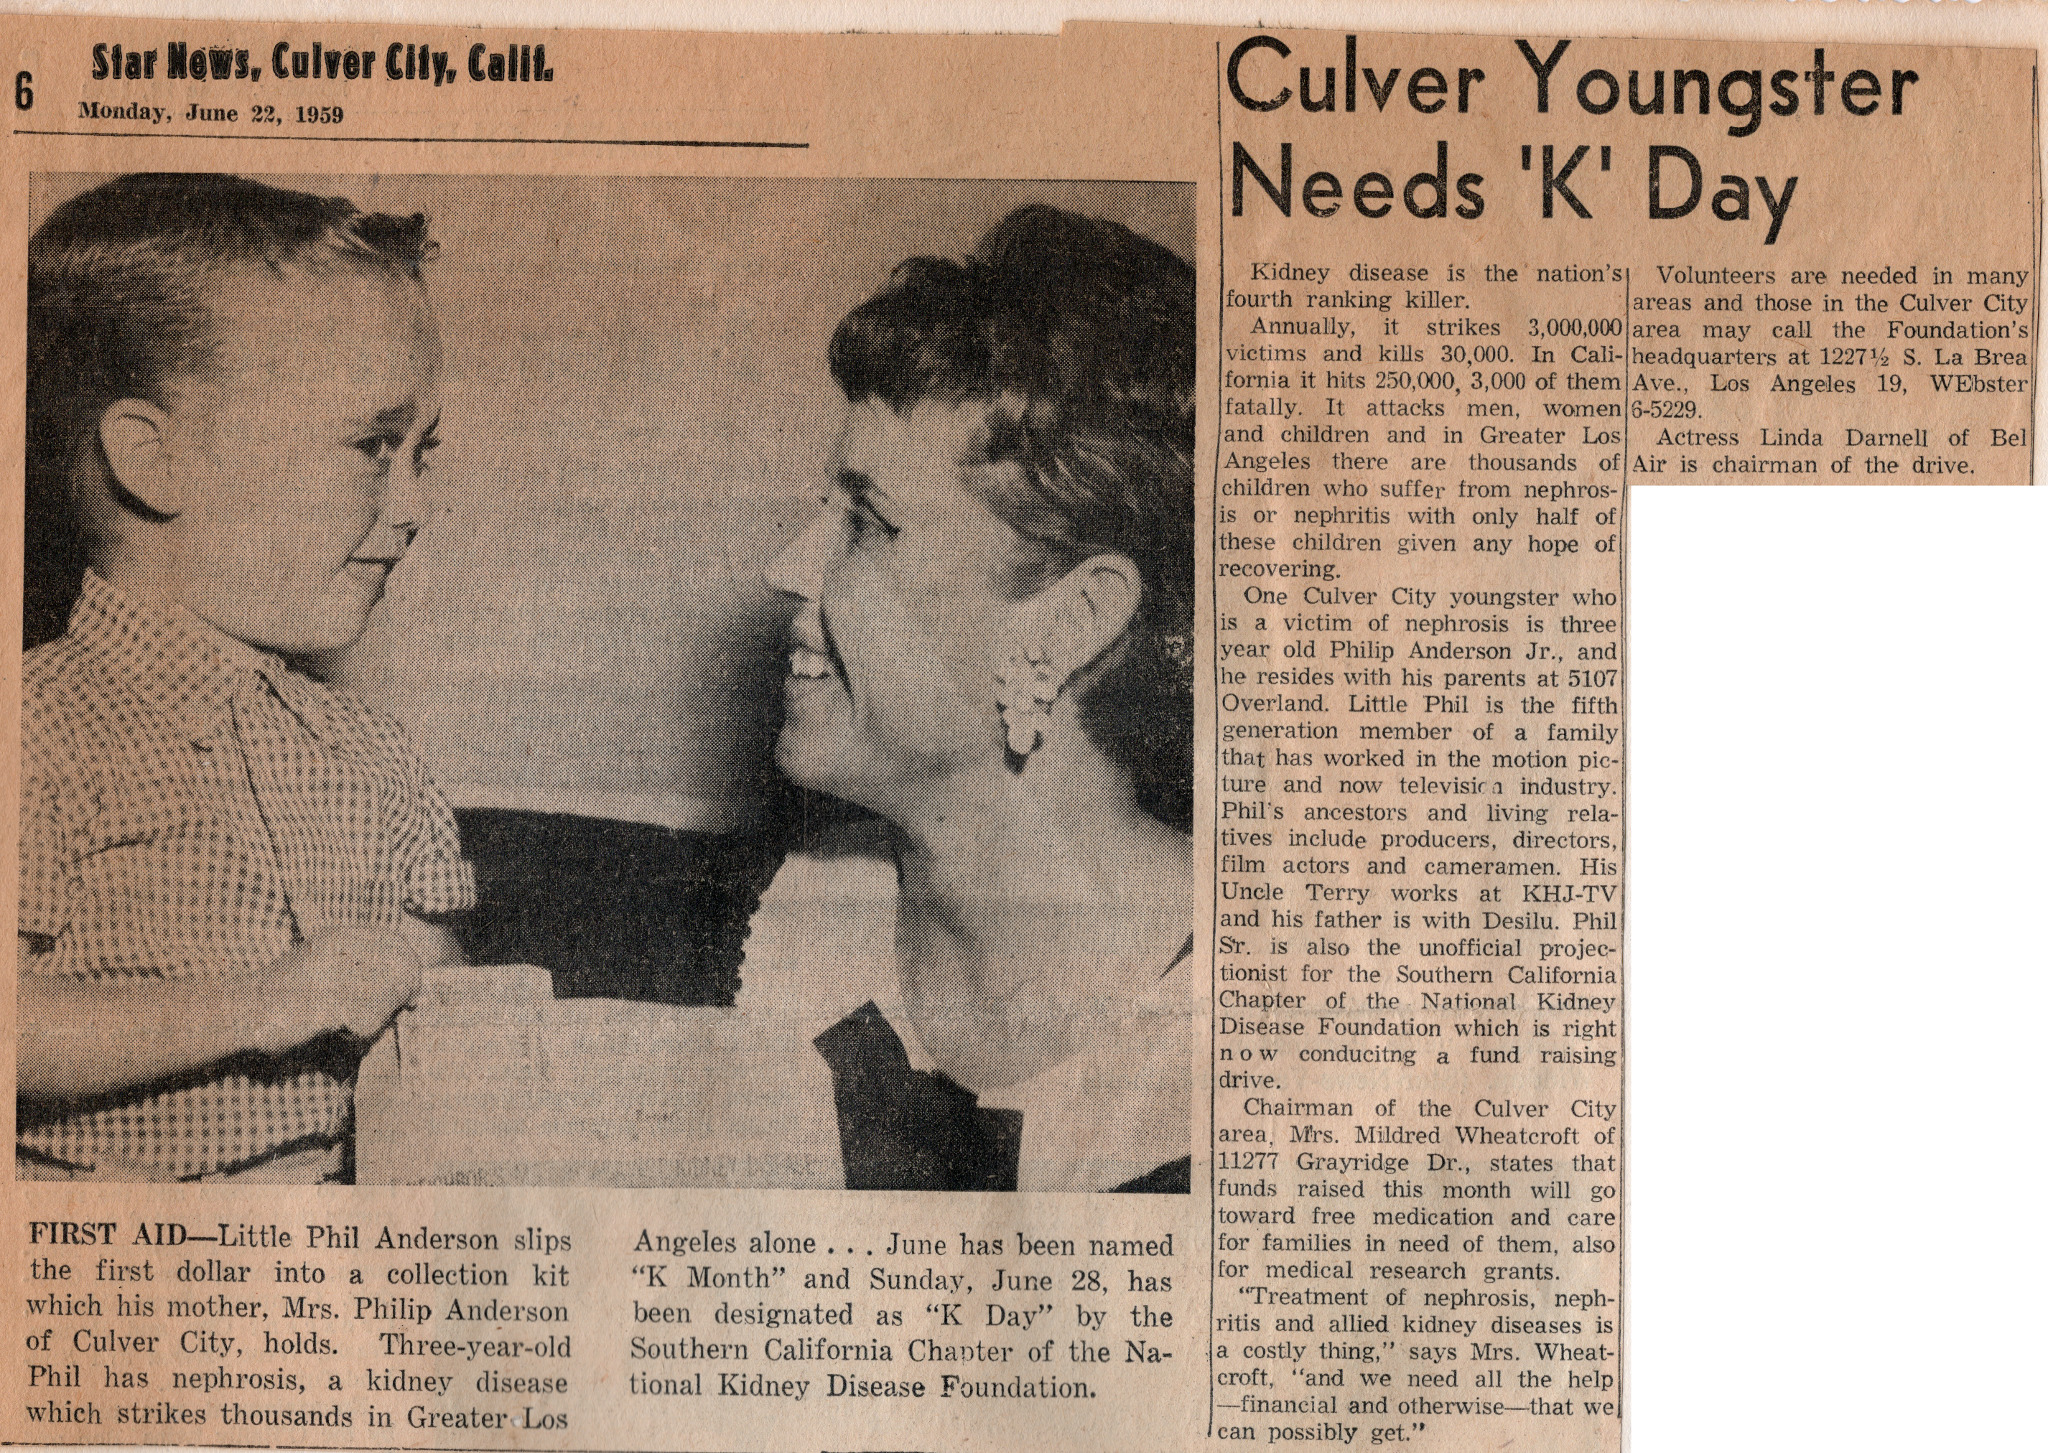 6
Star News, Culver City, Calif.
Monday, June 22, 1959
FIRST AID—Little Phil Anderson slips
the first dollar into a collection kit
which his mother, Mrs. Philip Anderson
of Culver City, holds. Three-year-old
Phil has nephrosis, a kidney disease
which strikes thousands in Greater Los
Angeles alone . . . June has been named
“K Month” and Sunday, June 28, has
been designated as “K Day” by the
Southern California Chapter of the Na-
tional Kidney Disease Foundation.
Culver Youngster
Needs 'K' Day
Kidney disease is the nation's
fourth ranking killer.
Annually, it strikes 3,000,000
victims and kills 30,000. In Cali-
fornia it hits 250,000, 3,000 of them
fatally. It attacks men, women
and children and in Greater Los
Angeles there are thousands of
children who suffer from nephros-
is or nephritis with only half of
these children given any hope of
recovering.
One Culver City youngster who
is a victim of nephrosis is three
year old Philip Anderson Jr., and
he resides with his parents at 5107
Overland. Little Phil is the fifth
generation member of a family
that has worked in the motion pic-
ture and now television industry.
Phil's ancestors and living rela-
tives include producers, directors,
film actors and cameramen. His
Uncle Terry works at KHJ-TV
and his father is with Desilu. Phil
Sr. is also the unofficial projec-
tionist for the Southern California
Chapter of the National Kidney
Disease Foundation which is right
now conducitng a fund raising
drive.
Chairman of the Culver City
area, Mrs. Mildred Wheatcroft of
11277 Grayridge Dr., states that
funds raised this month will go
toward free medication and care
for families in need of them, also
for medical research grants.
“Treatment of nephrosis, neph-
ritis and allied kidney diseases is
a costly thing,” says Mrs. Wheat-
croft, “and we need all the help
—financial and otherwise—that we
can possibly get.”
Volunteers are needed in many
areas and those in the Culver City
area may call the Foundation's
headquarters at 1227½ S. La Brea
Ave., Los Angeles 19, WEbster
6-5229.
Actress Linda Darnell of Bel
Air is chairman of the drive.